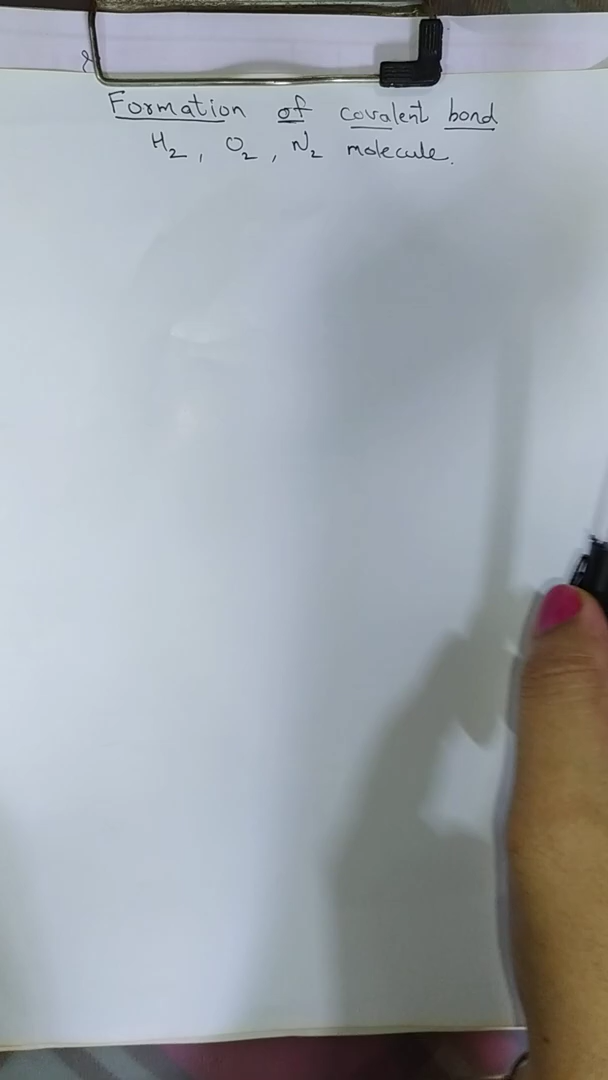 Formation of covalent bond
H₂, O₂, N₂ molecule.